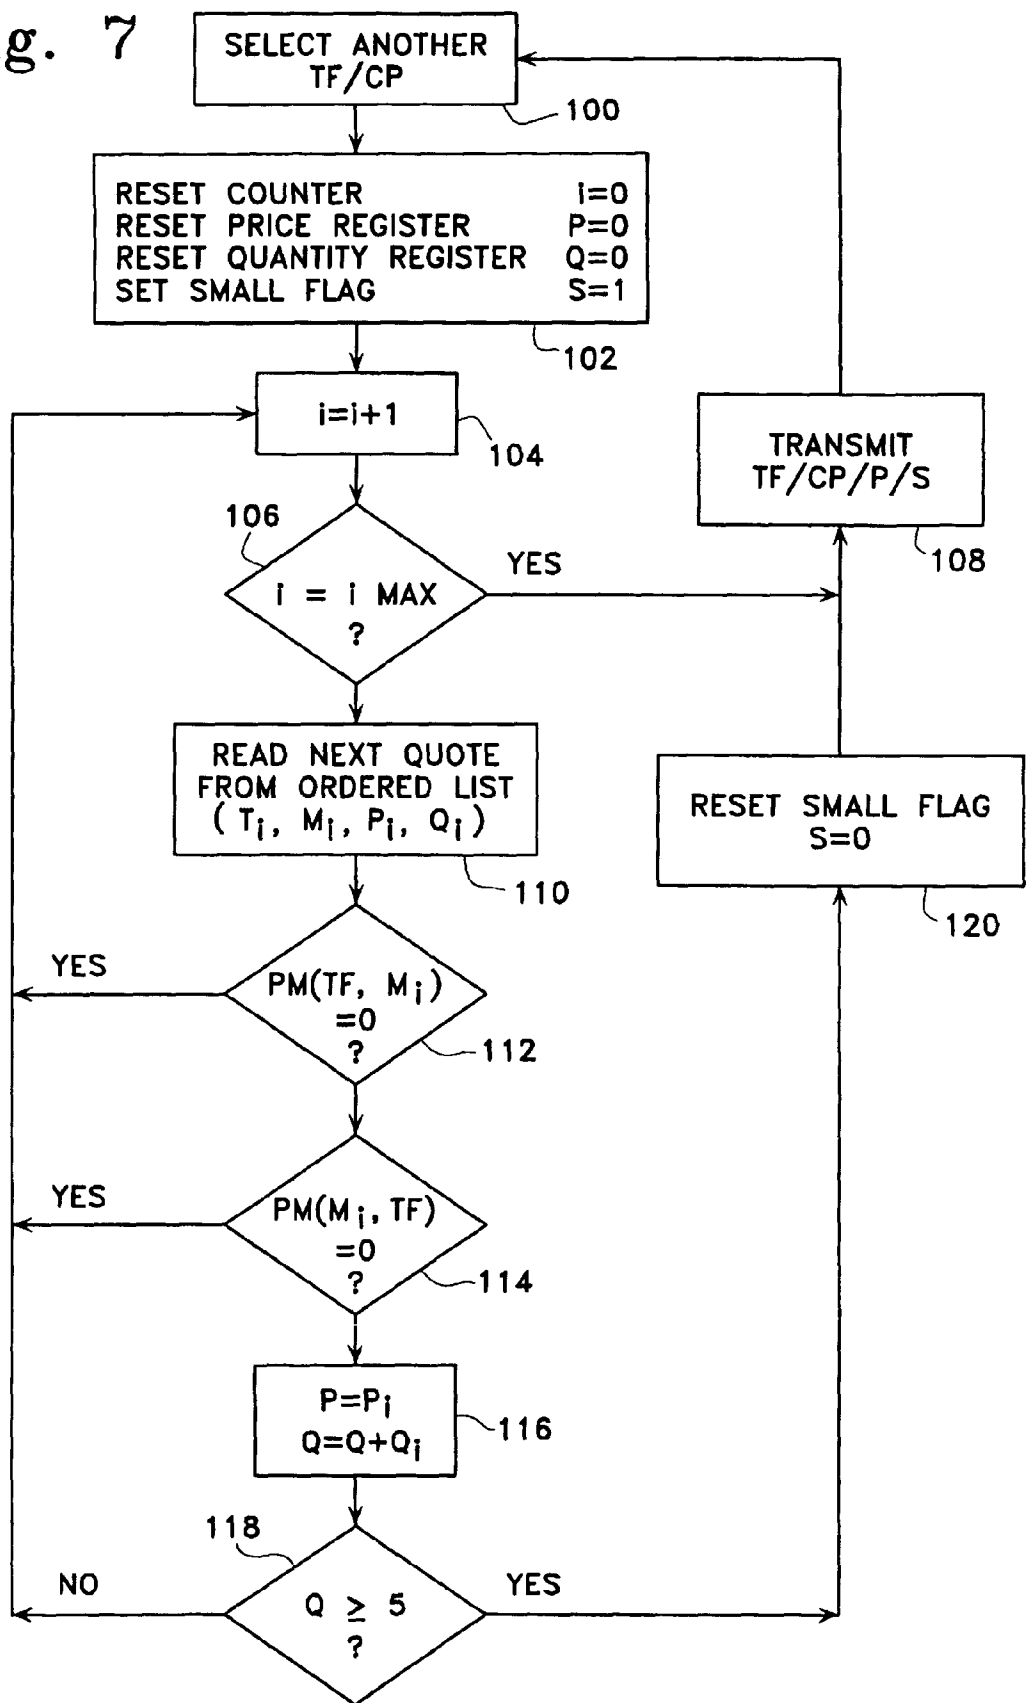 g. 7
SELECT ANOTHER
TF/CP
100
RESET COUNTER I=0
RESET PRICE REGISTER P=0
RESET QUANTITY REGISTER Q=0
SET SMALL FLAG S=1
102
i=i+1
104
TRANSMIT
TF/CP/P/S
108
106
YES
i = i MAX
?
READ NEXT QUOTE
FROM ORDERED LIST
( Ti, Mi, Pi, Qi )
110
RESET SMALL FLAG
S=0
120
YES
PM(TF, Mi)
=0
?
112
YES
PM(Mi, TF)
=0
?
114
P=Pi
Q=Q+Qi
116
118
NO
YES
Q ≥ 5
?